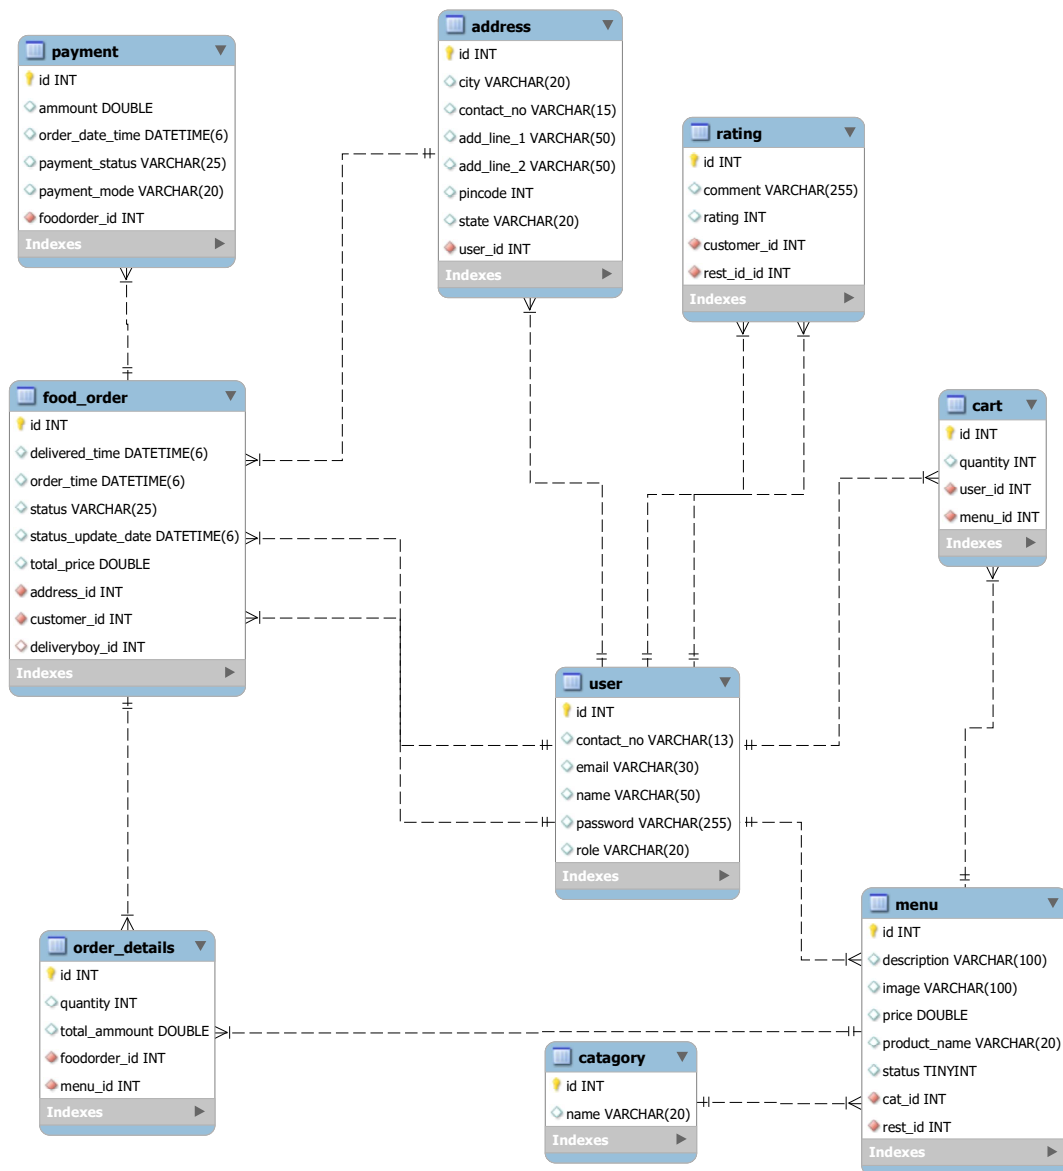 payment
id INT
ammount DOUBLE
order_date_time DATETIME(6)
payment_status VARCHAR(25)
payment_mode VARCHAR(20)
foodorder_id INT
Indexes
address
id INT
city VARCHAR(20)
contact_no VARCHAR(15)
add_line_1 VARCHAR(50)
add_line_2 VARCHAR(50)
pincode INT
state VARCHAR(20)
user_id INT
Indexes
rating
id INT
comment VARCHAR(255)
rating INT
customer_id INT
rest_id_id INT
Indexes
food_order
id INT
delivered_time DATETIME(6)
order_time DATETIME(6)
status VARCHAR(25)
status_update_date DATETIME(6)
total_price DOUBLE
address_id INT
customer_id INT
deliveryboy_id INT
Indexes
cart
id INT
quantity INT
user_id INT
menu_id INT
Indexes
user
id INT
contact_no VARCHAR(13)
email VARCHAR(30)
name VARCHAR(50)
password VARCHAR(255)
role VARCHAR(20)
Indexes
menu
id INT
description VARCHAR(100)
image VARCHAR(100)
price DOUBLE
product_name VARCHAR(20)
status TINYINT
cat_id INT
rest_id INT
Indexes
order_details
id INT
quantity INT
total_ammount DOUBLE
foodorder_id INT
menu_id INT
Indexes
catagory
id INT
name VARCHAR(20)
Indexes